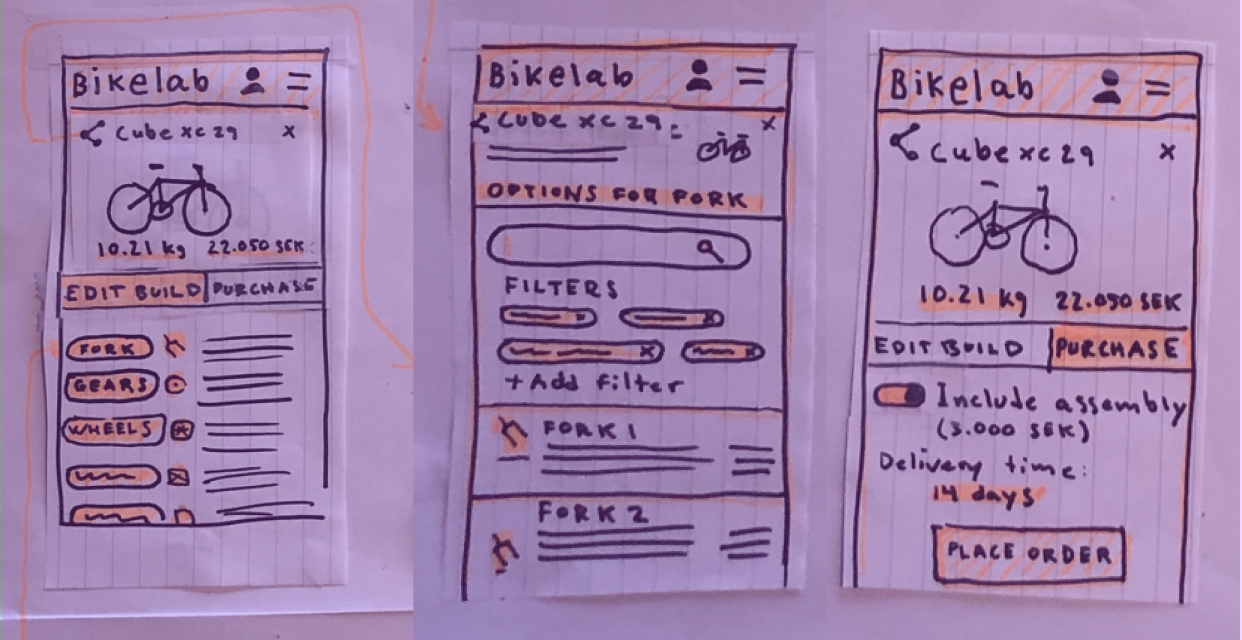 Bikelab
Cube xc 29
x
10.21 kg 22.050 SEK
EDIT BUILD PURCHASE
FORK
GEARS
WHEELS
Bikelab
Cube xc 29
x
OPTIONS FOR FORK
FILTERS
+ Add filter
FORK 1
FORK 2
Bikelab
Cube xc 29
x
10.21 kg 22.050 SEK
EDIT BUILD PURCHASE
Include assembly
(3.000 SEK)
Delivery time:
14 days
PLACE ORDER